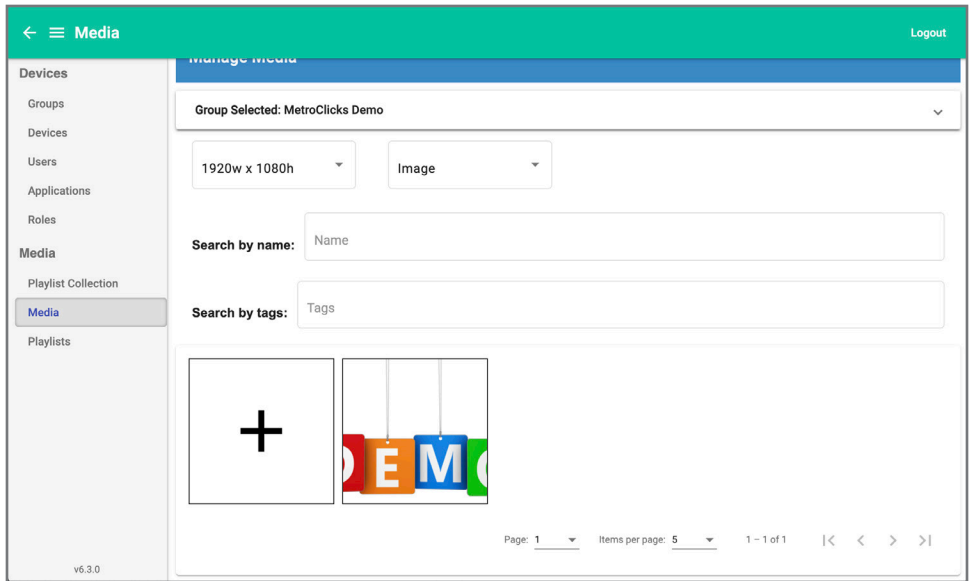 Media
Logout
Manage Media
Devices
Groups
Devices
Users
Applications
Roles
Media
Playlist Collection
Media
Playlists
v6.3.0
Group Selected: MetroClicks Demo
1920w x 1080h
Image
Search by name: Name
Search by tags: Tags
DEMO
Page: 1 Items per page: 5 1 – 1 of 1